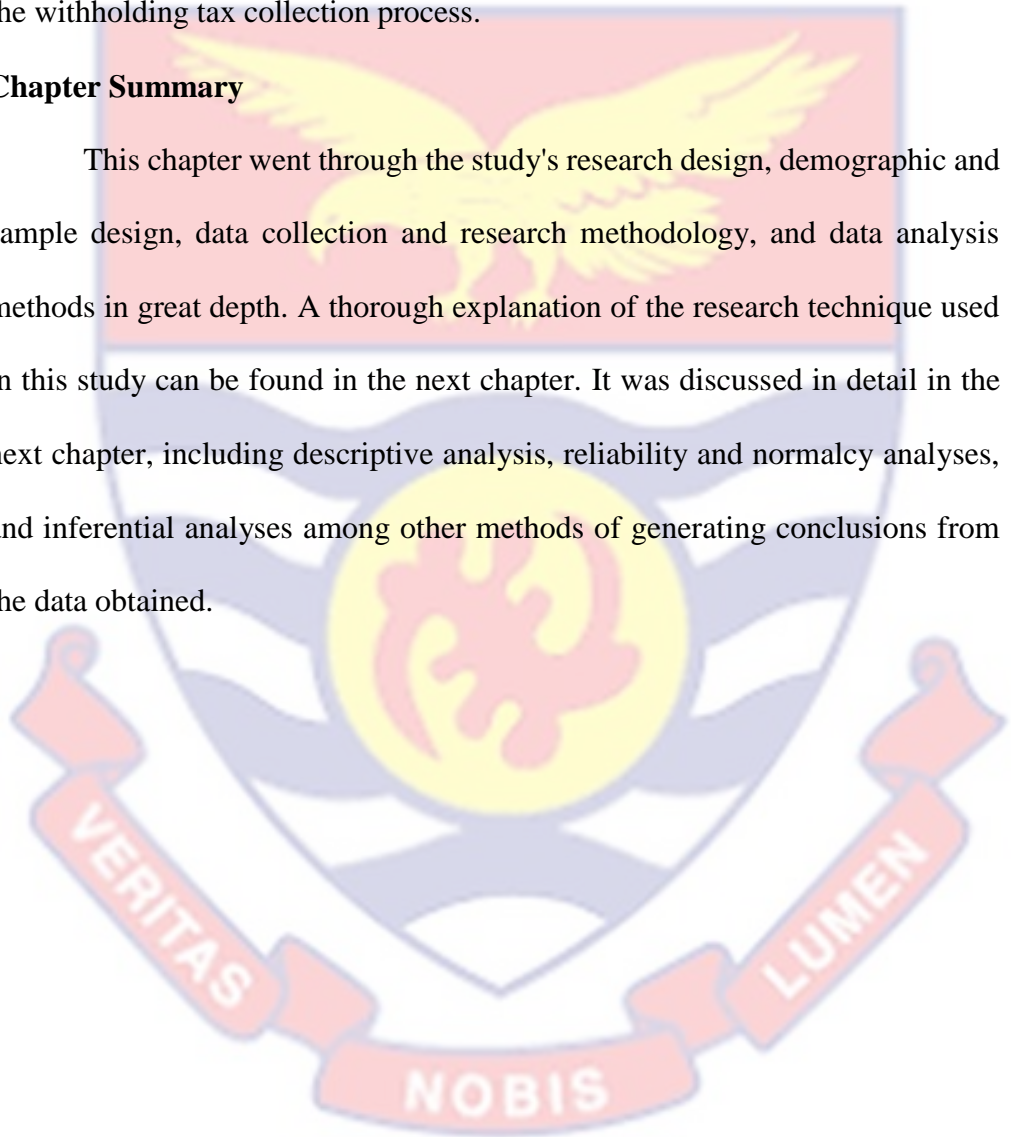 the withholding tax collection process.
Chapter Summary
This chapter went through the study's research design, demographic and
sample design, data collection and research methodology, and data analysis
methods in great depth. A thorough explanation of the research technique used
in this study can be found in the next chapter. It was discussed in detail in the
next chapter, including descriptive analysis, reliability and normalcy analyses,
and inferential analyses among other methods of generating conclusions from
the data obtained.
VERITAS
NOBIS
LUMEN